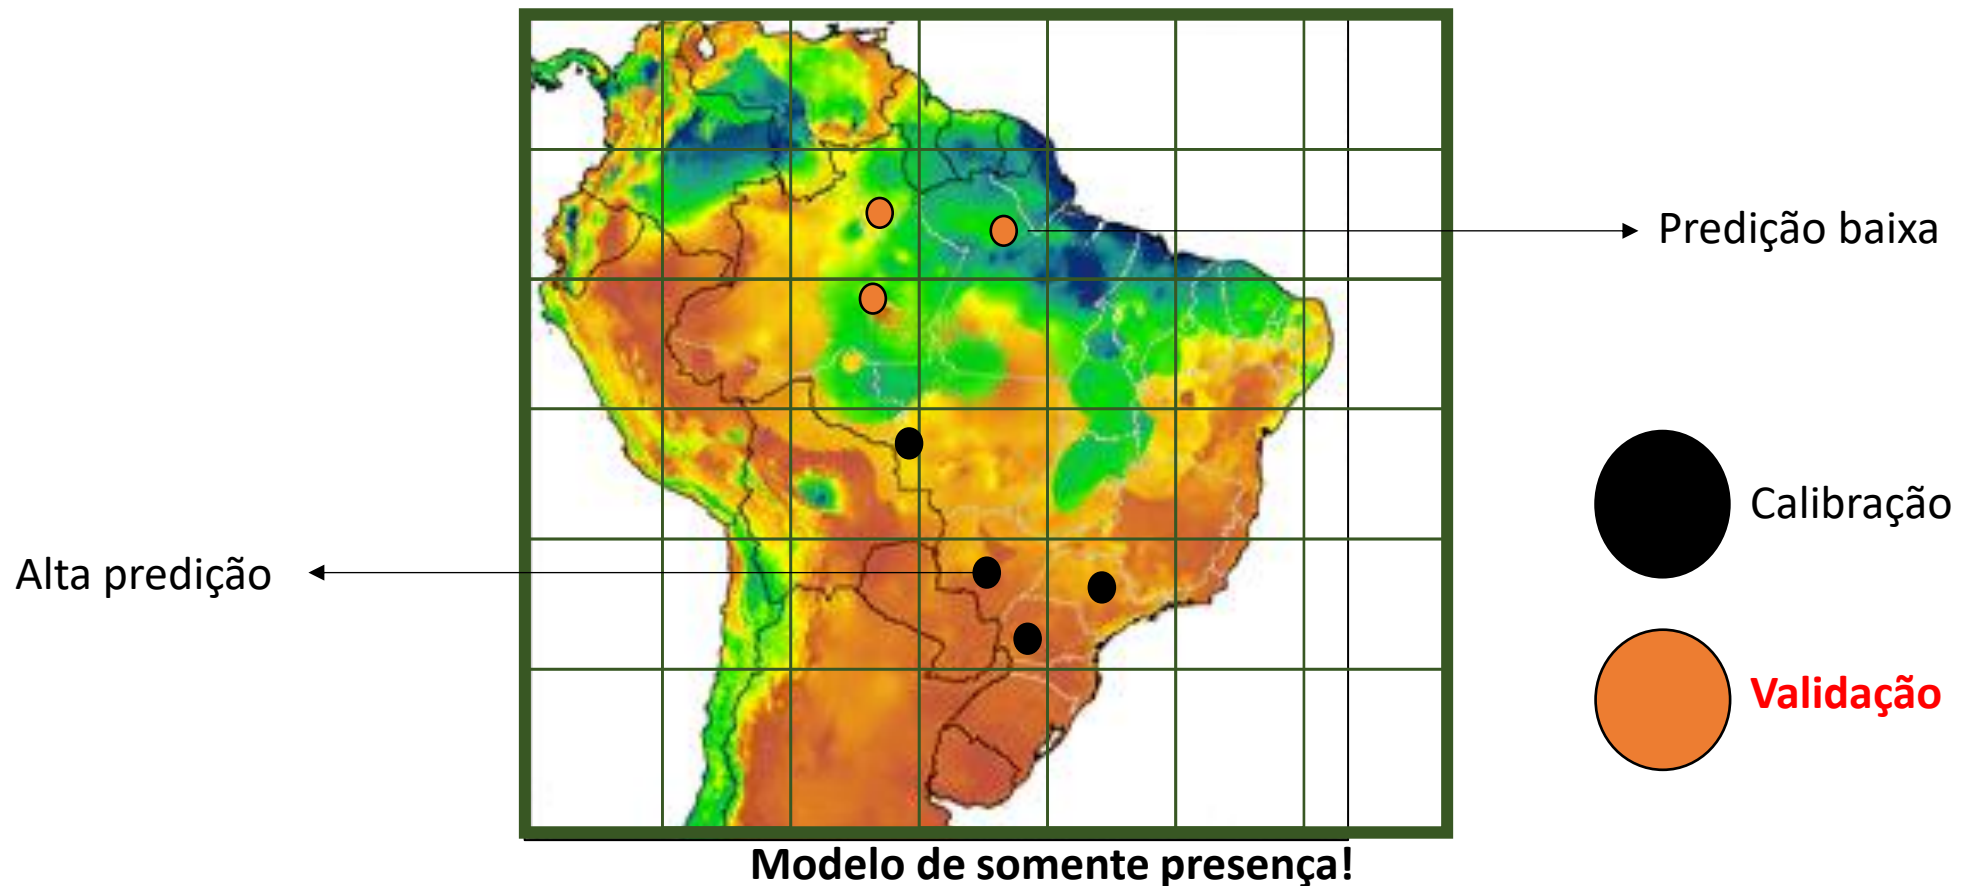 Predição baixa
Calibração
Alta predição
Validação
Modelo de somente presença!